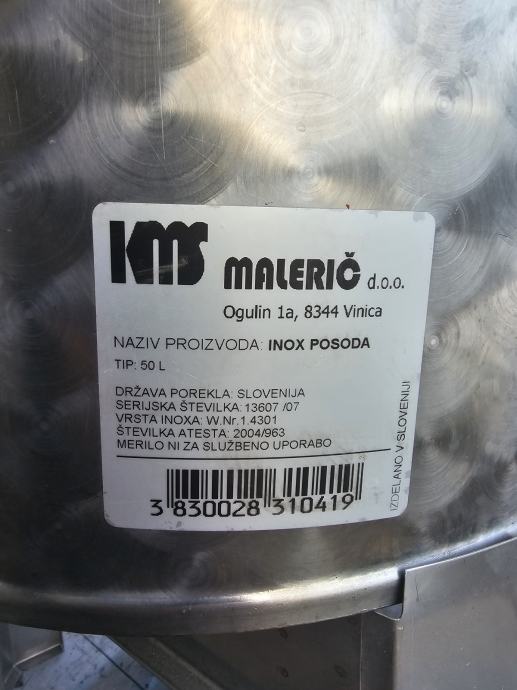 KMS MALERIČ d.o.o.
Ogulin 1a, 8344 Vinica
NAZIV PROIZVODA: INOX POSODA
TIP: 50 L
DRŽAVA POREKLA: SLOVENIJA
SERIJSKA ŠTEVILKA: 13607 /07
VRSTA INOXA: W.Nr.1.4301
ŠTEVILKA ATESTA: 2004/963
MERILO NI ZA SLUŽBENO UPORABO
3 830028 310419
IZDELANO V SLOVENIJI